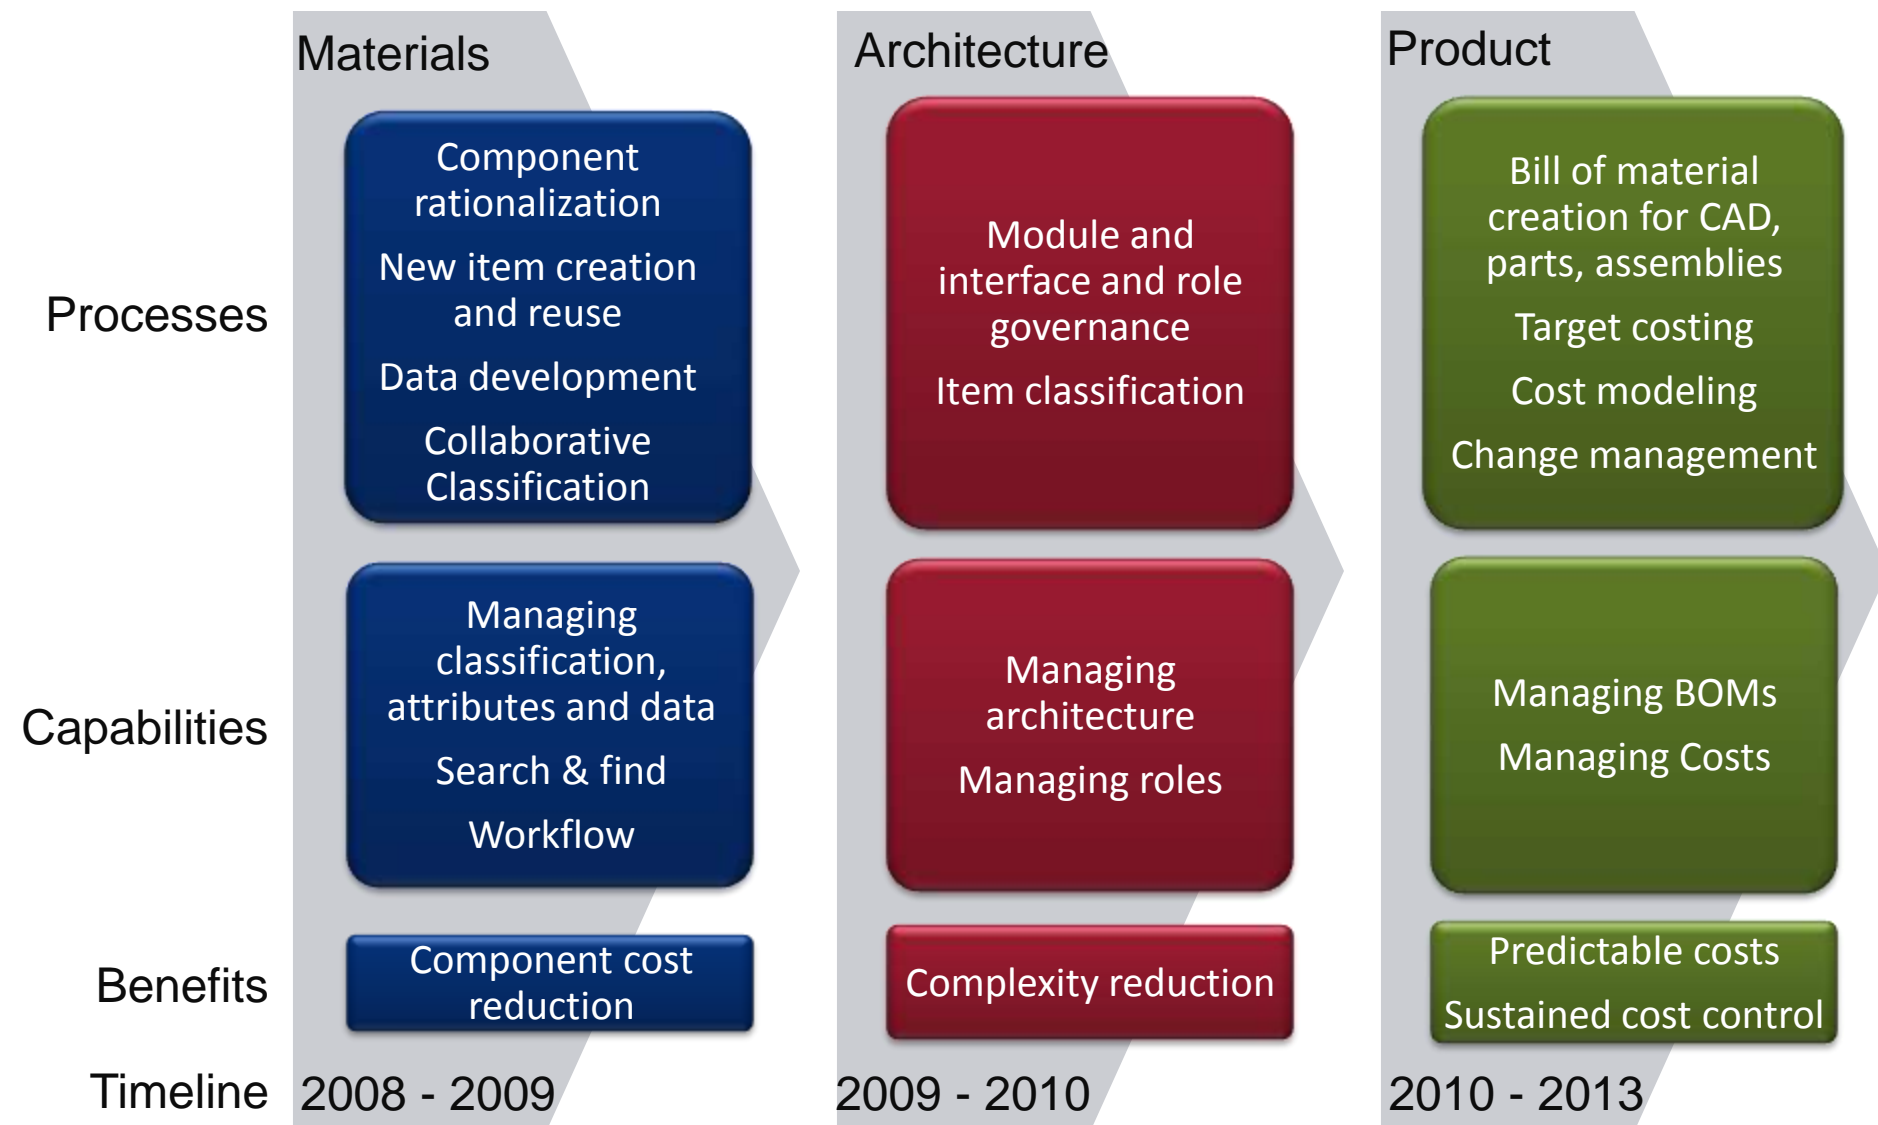 Materials
Architecture
Product
Processes
Component
rationalization
New item creation
and reuse
Data development
Collaborative
Classification
Module and
interface and role
governance
Item classification
Bill of material
creation for CAD,
parts, assemblies
Target costing
Cost modeling
Change management
Capabilities
Managing
classification,
attributes and data
Search & find
Workflow
Managing
architecture
Managing roles
Managing BOMs
Managing Costs
Benefits
Component cost
reduction
Complexity reduction
Predictable costs
Sustained cost control
Timeline
2008 - 2009
2009 - 2010
2010 - 2013